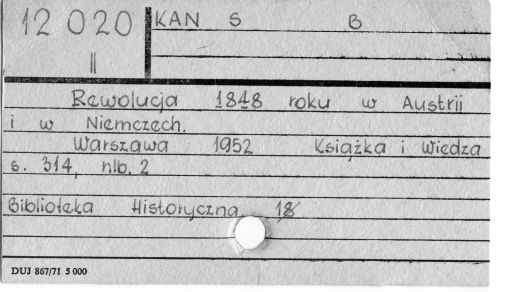 12 020
KAN S B
II
Rewolucja 1848 roku w Austrii
i w Niemczech.
Warszawa 1952 Książka i Wiedza
s. 314, nlb. 2
Biblioteka Historyczna 18
DUJ 867/71 5 000